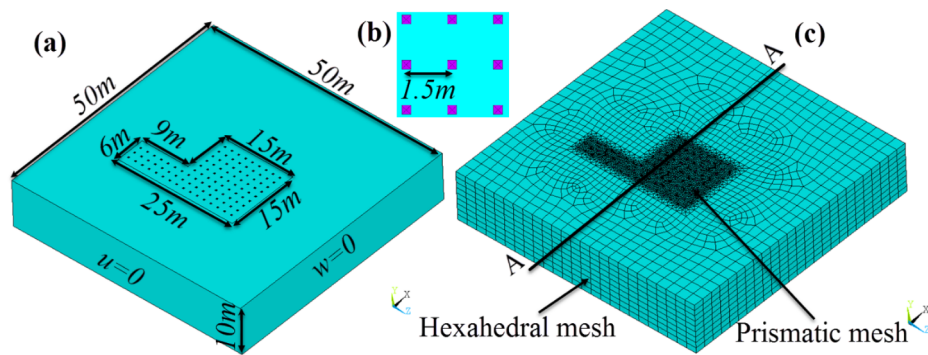 (a)
50m
50m
6m
9m
15m
25m
15m
u=0
w=0
10m
Y
X
Z
(b)
1.5m
(c)
A
A
Hexahedral mesh
Prismatic mesh
Y
X
Z